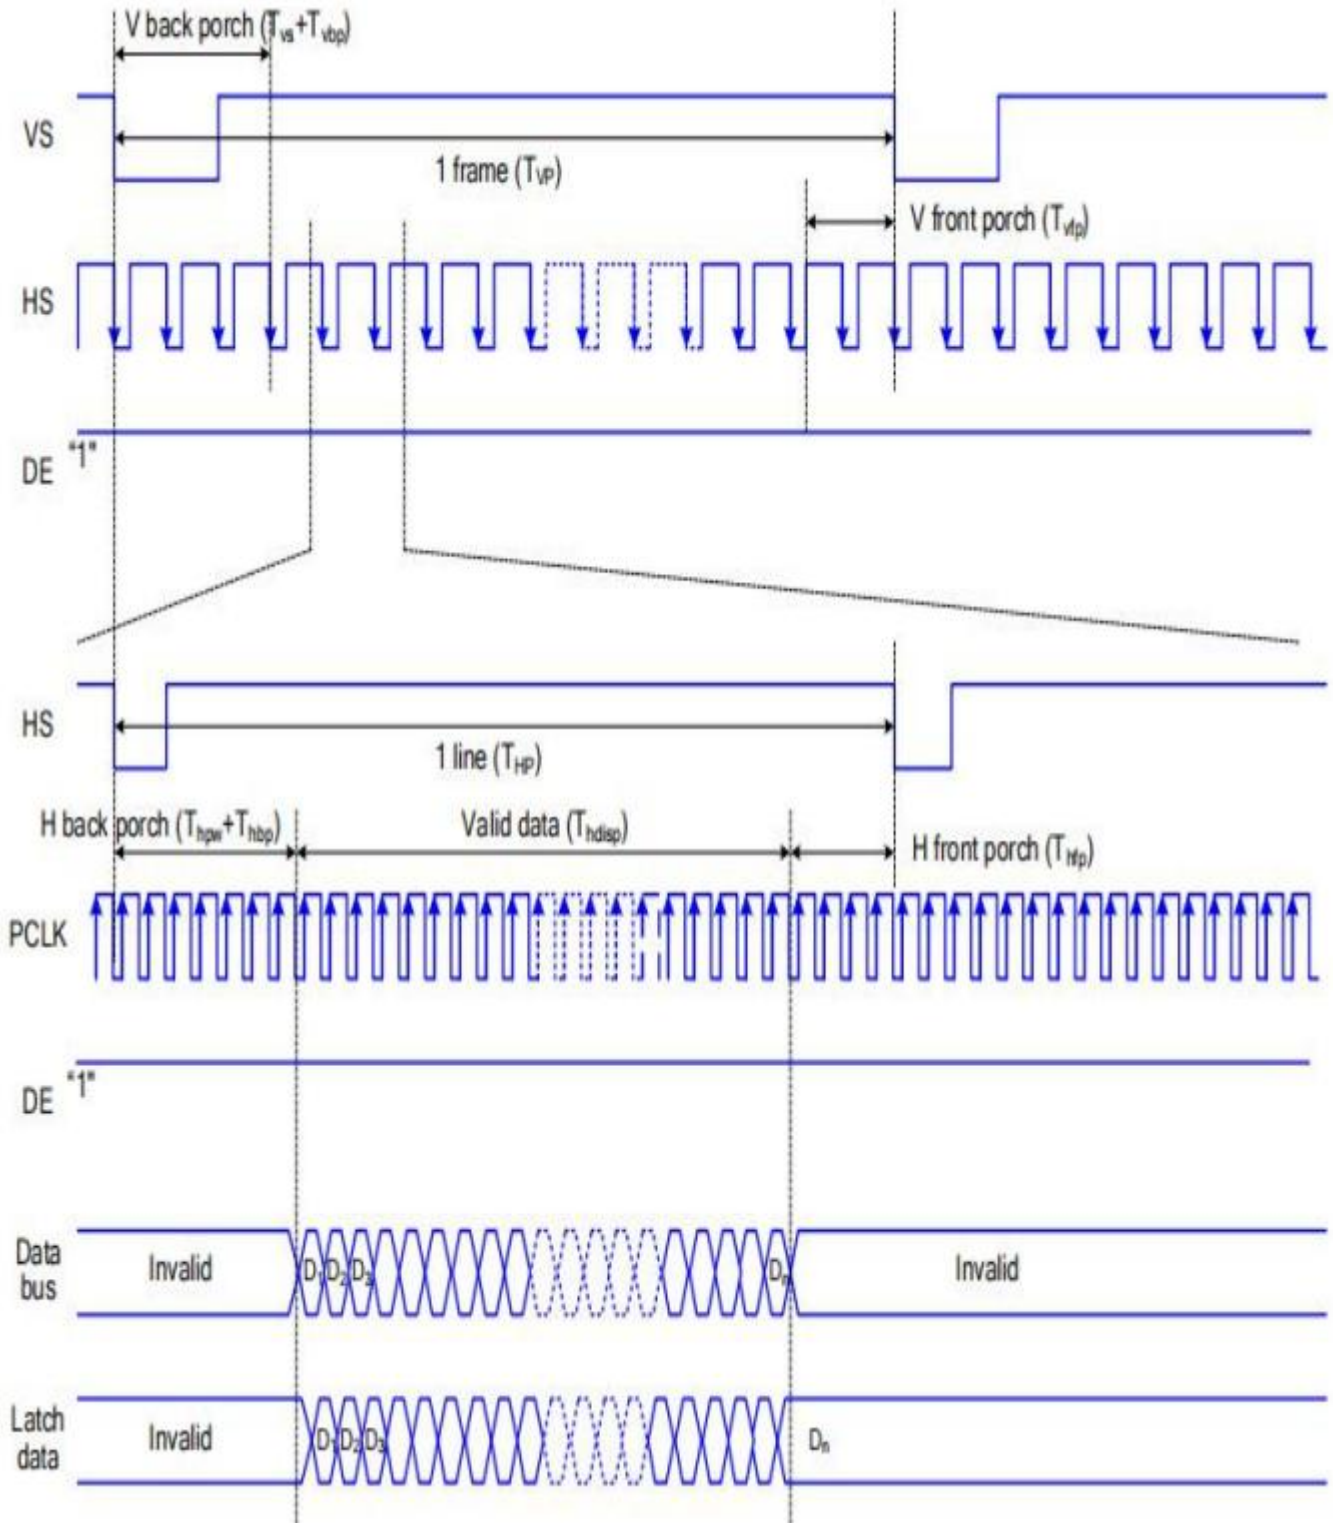 V back porch (Tvs+Tvbp)
VS
1 frame (TVP)
V front porch (Tvfp)
HS
"1"
DE
HS
1 line (THP)
H back porch (Thpw+Thbp)
Valid data (Thdisp)
H front porch (Thfp)
PCLK
"1"
DE
Data
bus
Invalid
D1 D2 D3
Dn
Invalid
Latch
data
Invalid
D1 D2 D3
Dn